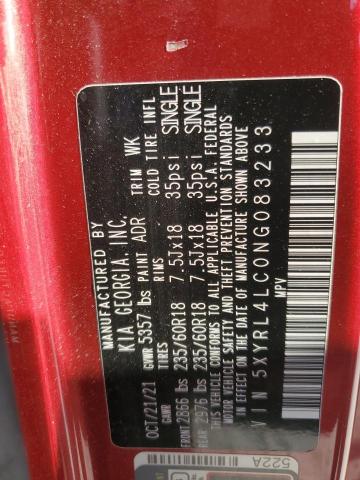 MANUFACTURED BY
KIA GEORGIA, INC.
OCT/21/21 GVWR 5357 lbs PAINT ADR TRIM WK
GAWR TIRES RIMS COLD TIRE INFL
FRONT 2866 lbs 235/60R18 7.5Jx18 35psi SINGLE
REAR 2976 lbs 235/60R18 7.5Jx18 35psi SINGLE
THIS VEHICLE CONFORMS TO ALL APPLICABLE U.S.A. FEDERAL
MOTOR VEHICLE SAFETY AND THEFT PREVENTION STANDARDS
IN EFFECT ON THE DATE OF MANUFACTURE SHOWN ABOVE
VIN 5XYRL4LC0NG083233
MPV
522A